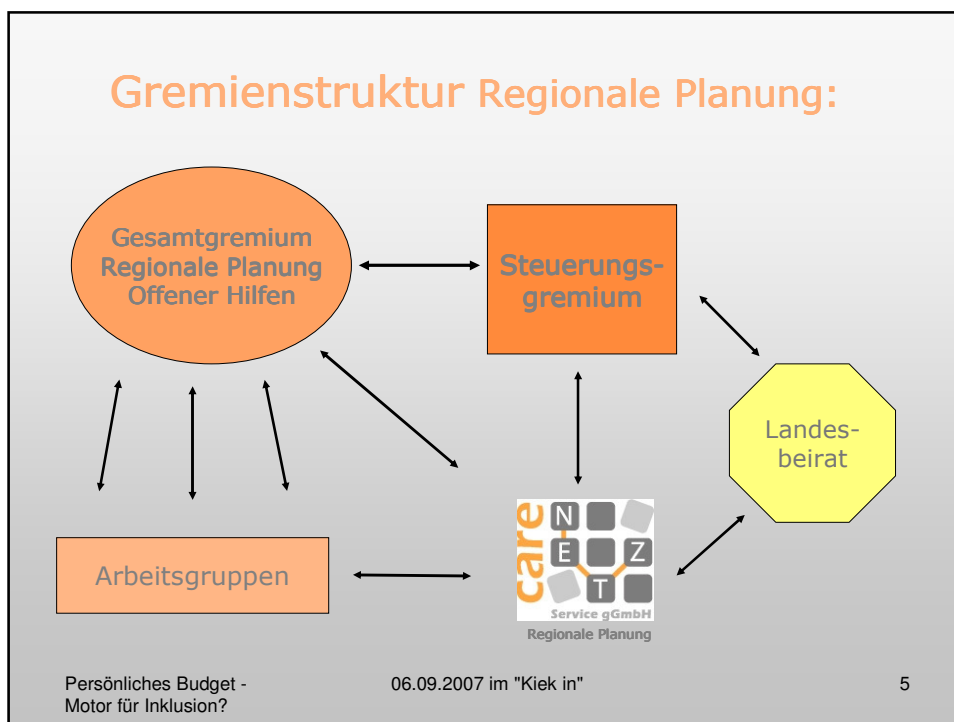 Gremienstruktur Regionale Planung:
Gesamtgremium
Regionale Planung
Offener Hilfen
Steuerungs-
gremium
Landes-
beirat
Arbeitsgruppen
care
N
E Z
T
Service gGmbH
Regionale Planung
Persönliches Budget -
Motor für Inklusion?
06.09.2007 im "Kiek in"
5